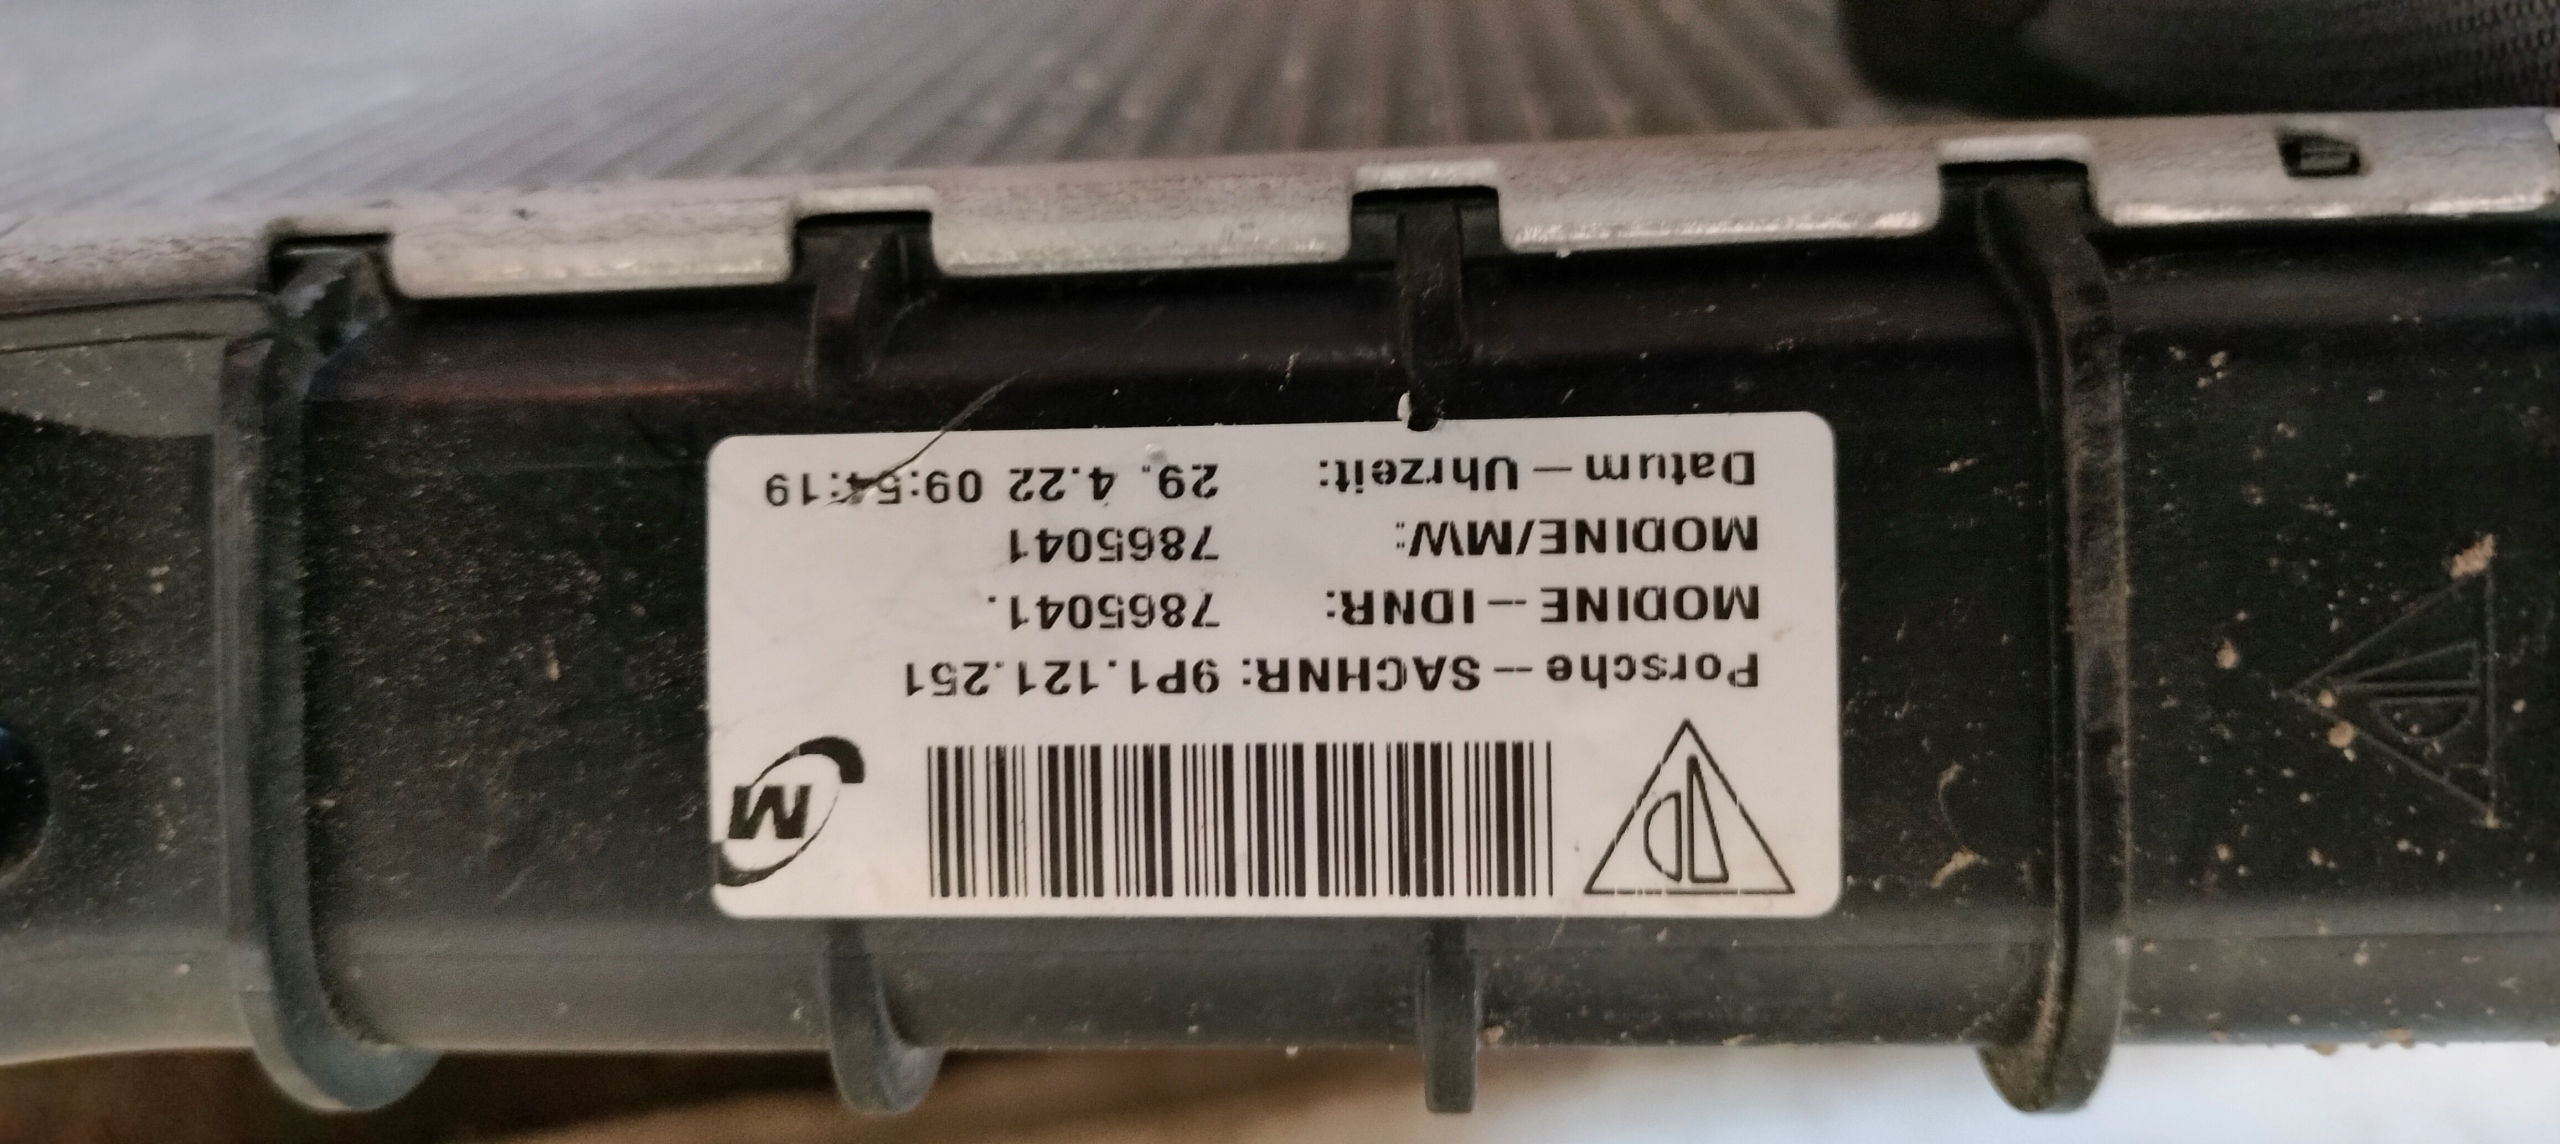 Porsche -- SACHNR: 9P1.121.251
MODINE -- IDNR: 7865041.
MODINE/MW: 7865041
Datum -- Uhrzeit: 29. 4.22 09:54:19
M